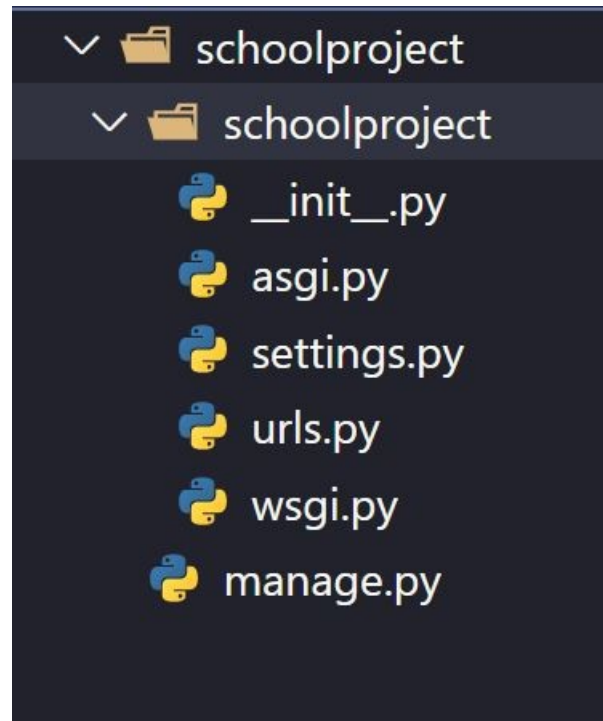 schoolproject
schoolproject
__init__.py
asgi.py
settings.py
urls.py
wsgi.py
manage.py